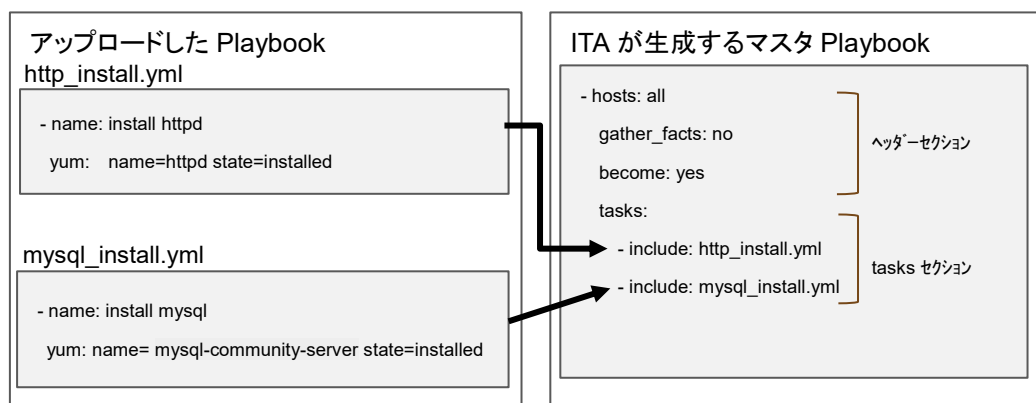 アップロードした Playbook
http_install.yml
- name: install httpd
yum: name=httpd state=installed
mysql_install.yml
- name: install mysql
yum: name= mysql-community-server state=installed
ITA が生成するマスタ Playbook
- hosts: all
gather_facts: no
become: yes
tasks:
- include: http_install.yml
- include: mysql_install.yml
ﾍｯﾀﾞｰｾｸｼｮﾝ
tasks ｾｸｼｮﾝ